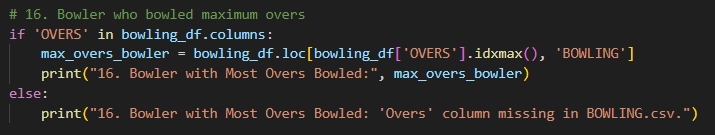 # 16. Bowler who bowled maximum overs
if 'OVERS' in bowling_df.columns:
    max_overs_bowler = bowling_df.loc[bowling_df['OVERS'].idxmax(), 'BOWLING']
    print("16. Bowler with Most Overs Bowled:", max_overs_bowler)
else:
    print("16. Bowler with Most Overs Bowled: 'Overs' column missing in BOWLING.csv.")